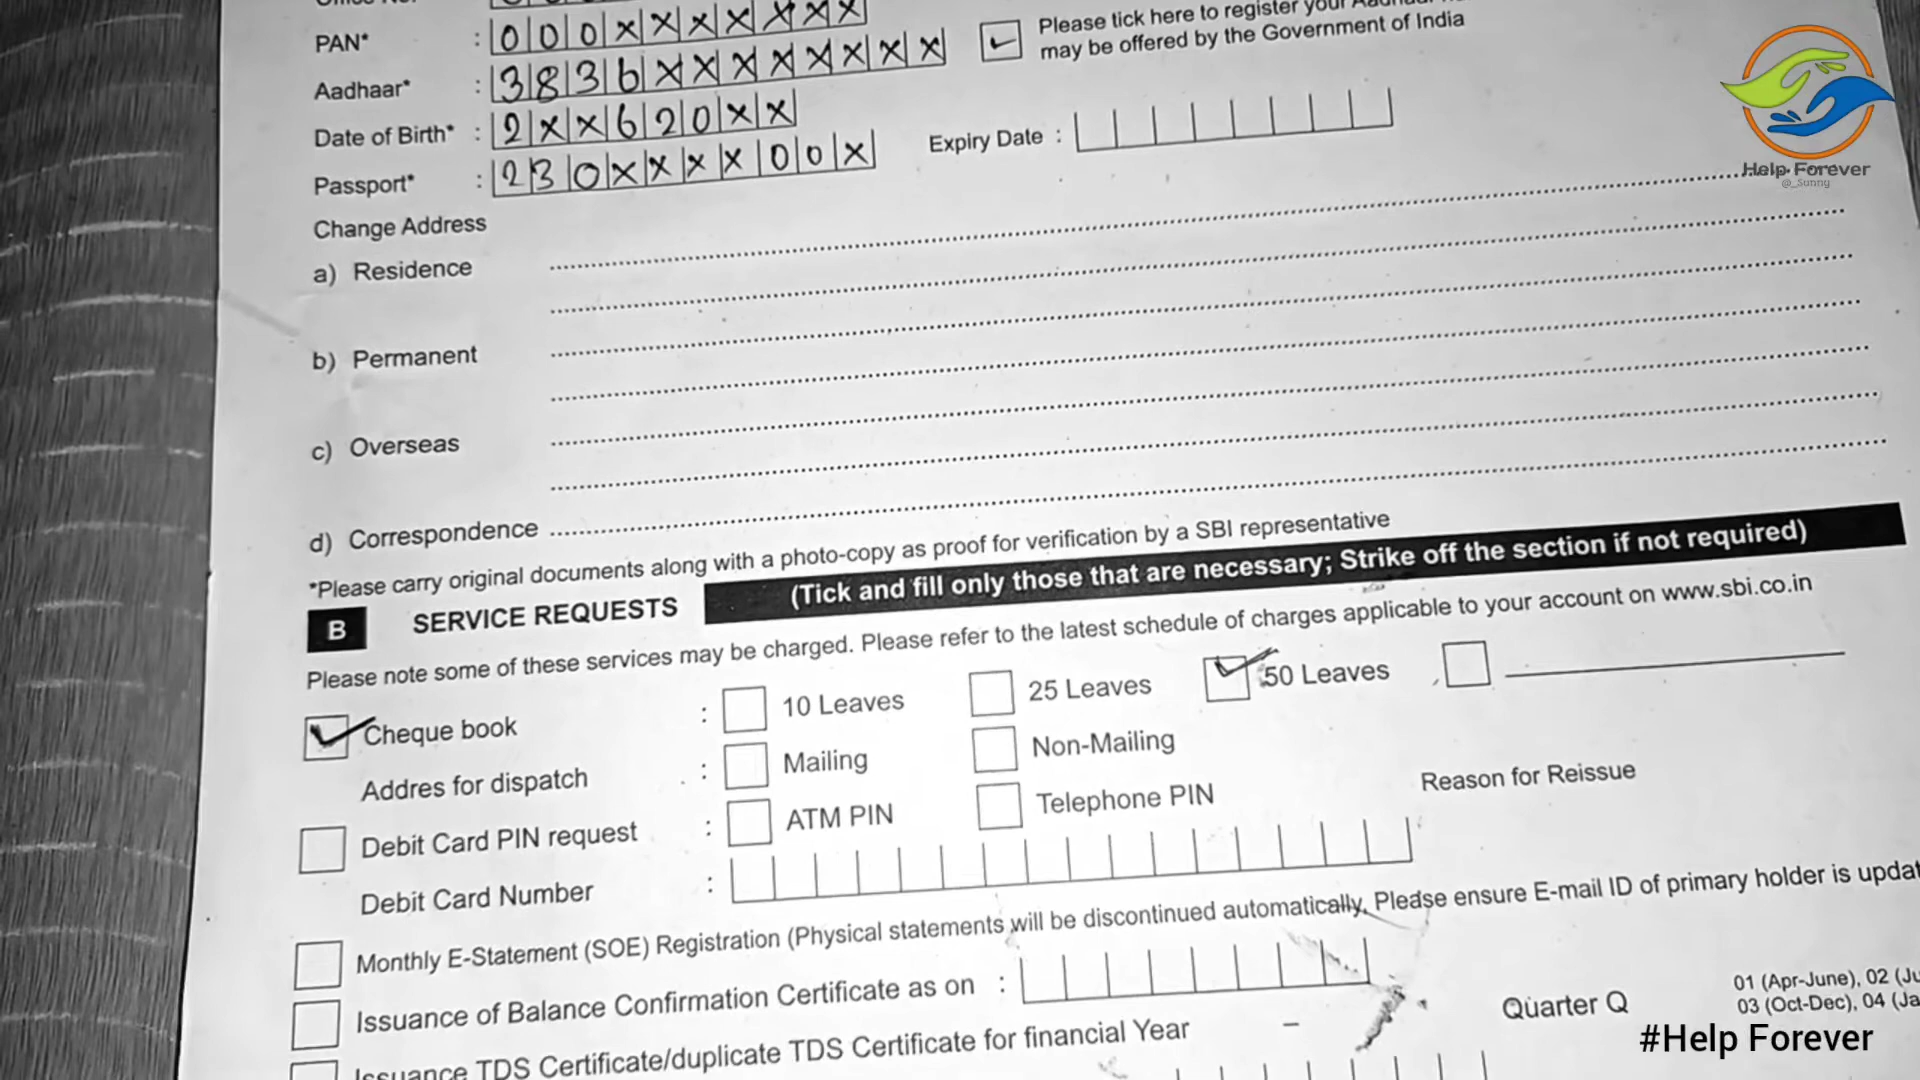 PAN* : 000xxxxxxx
Please tick here to register your
Aadhaar* : 3836xxxxxxxx
may be offered by the Government of India
Date of Birth* : 2xx620xx
Passport* : 230xxxx00x
Expiry Date :
Change Address
a) Residence
b) Permanent
c) Overseas
d) Correspondence
*Please carry original documents along with a photo-copy as proof for verification by a SBI representative
B SERVICE REQUESTS (Tick and fill only those that are necessary; Strike off the section if not required)
Please note some of these services may be charged. Please refer to the latest schedule of charges applicable to your account on www.sbi.co.in
Cheque book : 10 Leaves 25 Leaves 50 Leaves
Addres for dispatch : Mailing Non-Mailing
Debit Card PIN request : ATM PIN Telephone PIN Reason for Reissue
Debit Card Number :
Monthly E-Statement (SOE) Registration (Physical statements will be discontinued automatically, Please ensure E-mail ID of primary holder is updat
Issuance of Balance Confirmation Certificate as on :
Issuance TDS Certificate/duplicate TDS Certificate for financial Year –
Quarter Q
01 (Apr-June), 02 (Ju
03 (Oct-Dec), 04 (Ja
Help Forever
@_Sunny
#Help Forever